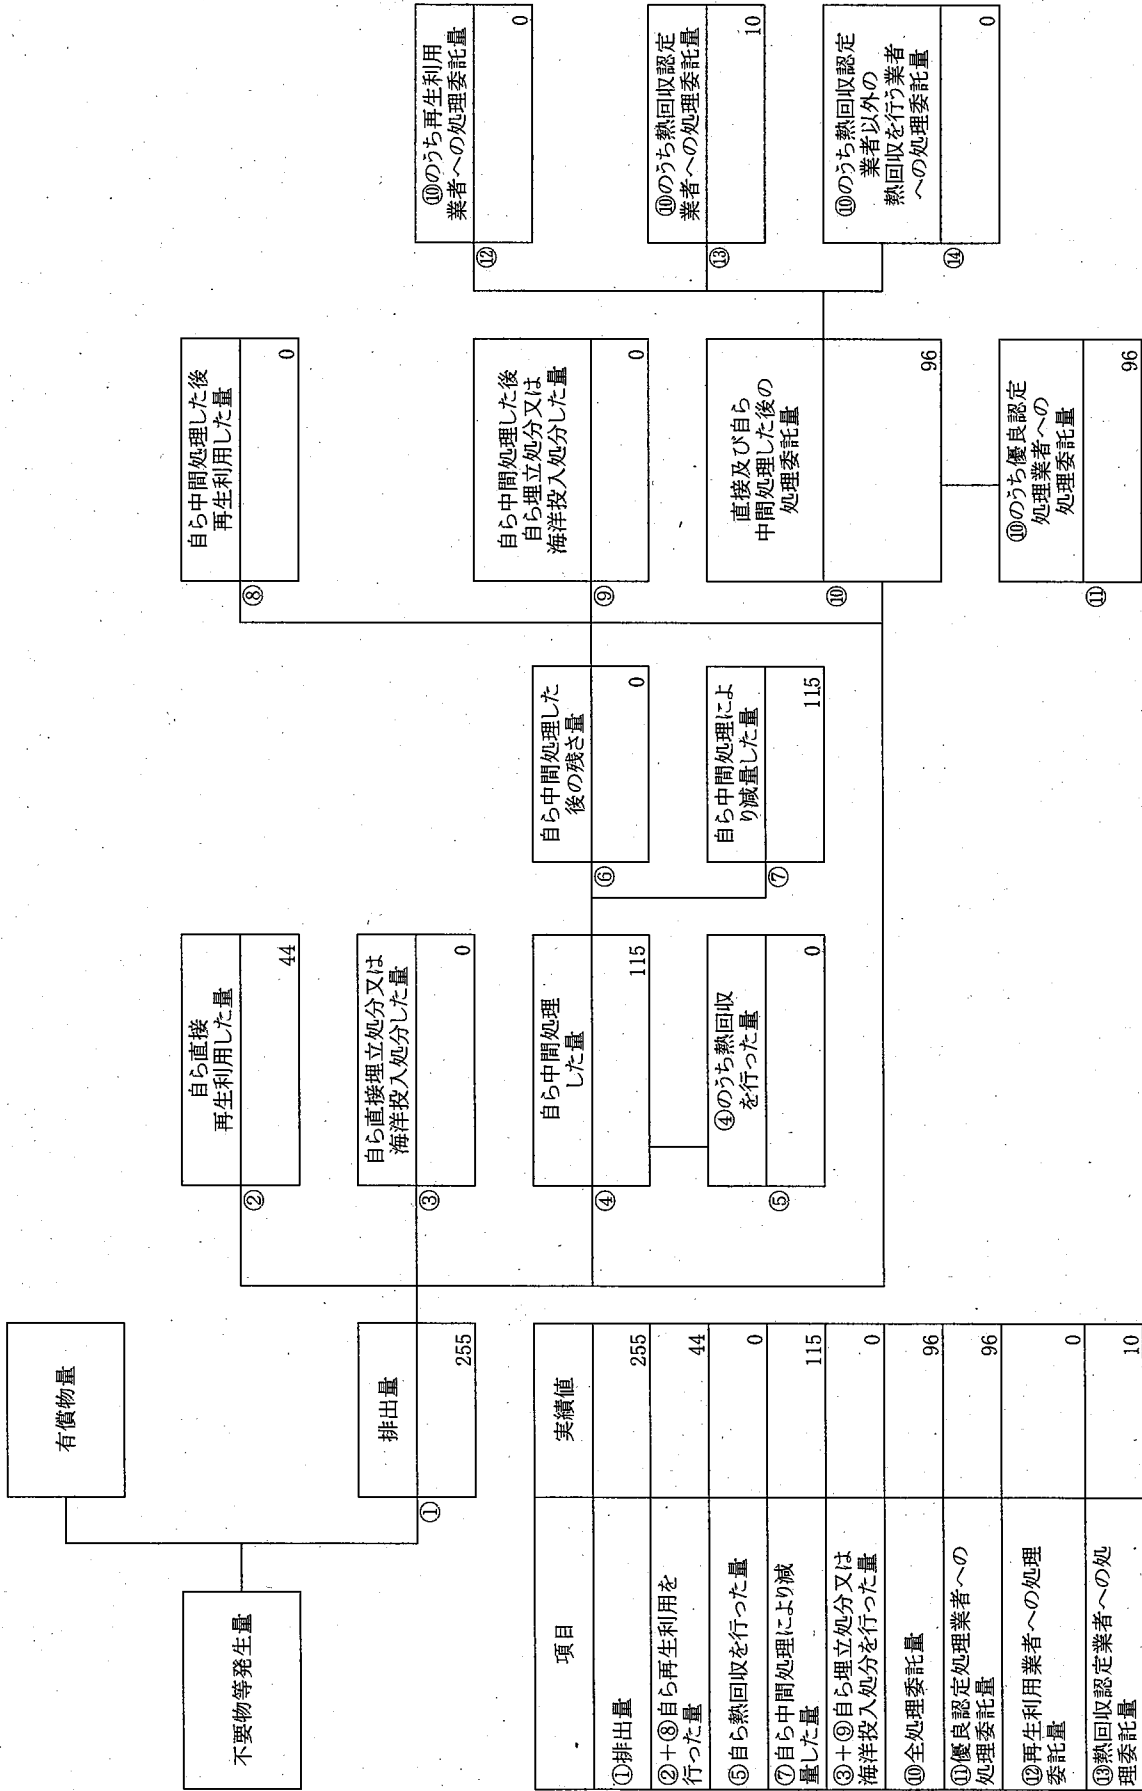 不要物等発生量
有償物量
①
排出量
255
②
自ら直接
再生利用した量
44
③
自ら直接埋立処分又は
海洋投入処分した量
0
④
自ら中間処理
した量
115
⑤
④のうち熱回収
を行った量
0
⑥
自ら中間処理した
後の残さ量
0
⑦
自ら中間処理によ
り減量した量
115
⑧
自ら中間処理した後
再生利用した量
0
⑨
自ら中間処理した後
自ら埋立処分又は
海洋投入処分した量
0
⑩
直接及び自ら
中間処理した後の
処理委託量
96
⑪
⑩のうち優良認定
処理業者への
処理委託量
96
⑫
⑩のうち再生利用
業者への処理委託量
0
⑬
⑩のうち熱回収認定
業者への処理委託量
10
⑭
⑩のうち熱回収認定
業者以外の
熱回収を行う業者
への処理委託量
0
項目 実績値
①排出量 255
②+⑧自ら再生利用を
行った量 44
⑤自ら熱回収を行った量 0
⑦自ら中間処理により減
量した量 115
③+⑨自ら埋立処分又は
海洋投入処分を行った量 0
⑩全処理委託量 96
⑪優良認定処理業者への
処理委託量 96
⑫再生利用業者への処理
委託量 0
⑬熱回収認定業者への処
理委託量 10